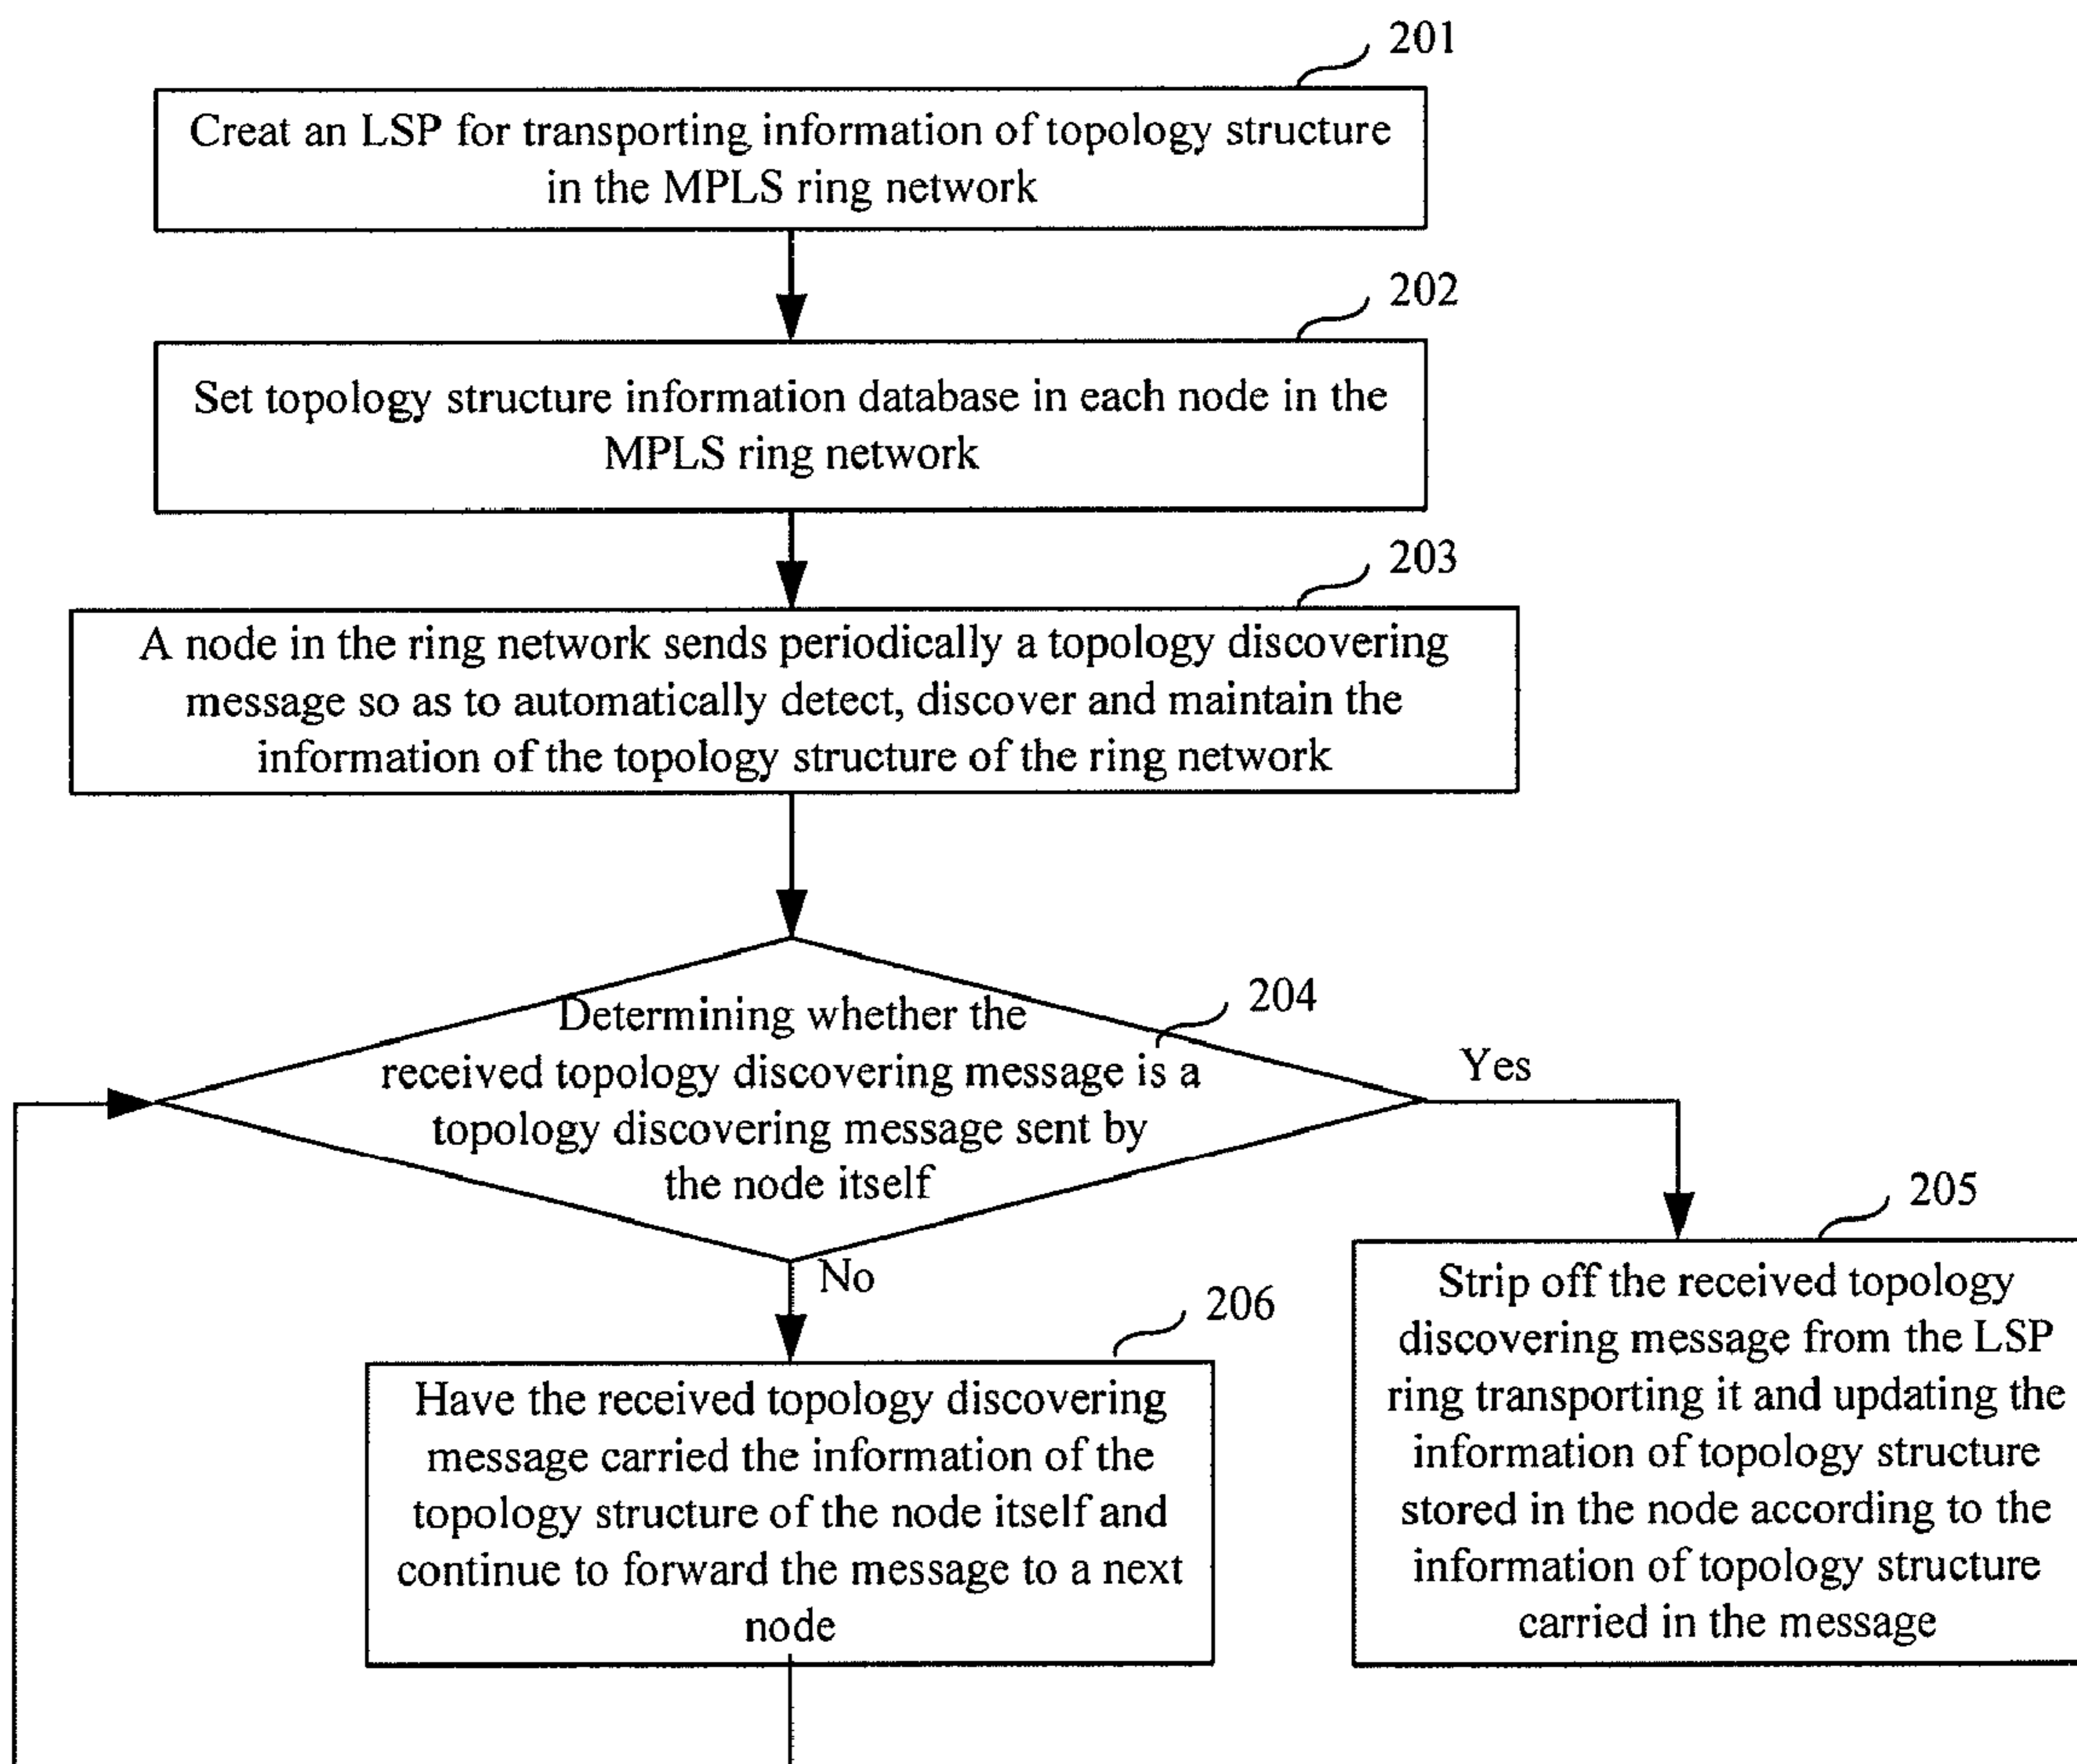 201
Creat an LSP for transporting information of topology structure
in the MPLS ring network
202
Set topology structure information database in each node in the
MPLS ring network
203
A node in the ring network sends periodically a topology discovering
message so as to automatically detect, discover and maintain the
information of the topology structure of the ring network
204
Determining whether the
received topology discovering message is a
topology discovering message sent by
the node itself
Yes
No
205
Strip off the received topology
discovering message from the LSP
ring transporting it and updating the
information of topology structure
stored in the node according to the
information of topology structure
carried in the message
206
Have the received topology discovering
message carried the information of the
topology structure of the node itself and
continue to forward the message to a next
node